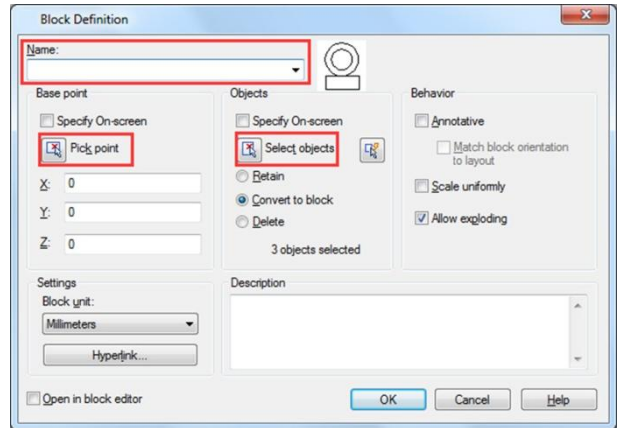 Block Definition
Name:
Base point
Specify On-screen
Pick point
X: 0
Y: 0
Z: 0
Objects
Specify On-screen
Select objects
Retain
Convert to block
Delete
3 objects selected
Behavior
Annotative
Match block orientation
to layout
Scale uniformly
Allow exploding
Settings
Block unit:
Millimeters
Hyperlink...
Description
Open in block editor
OK
Cancel
Help